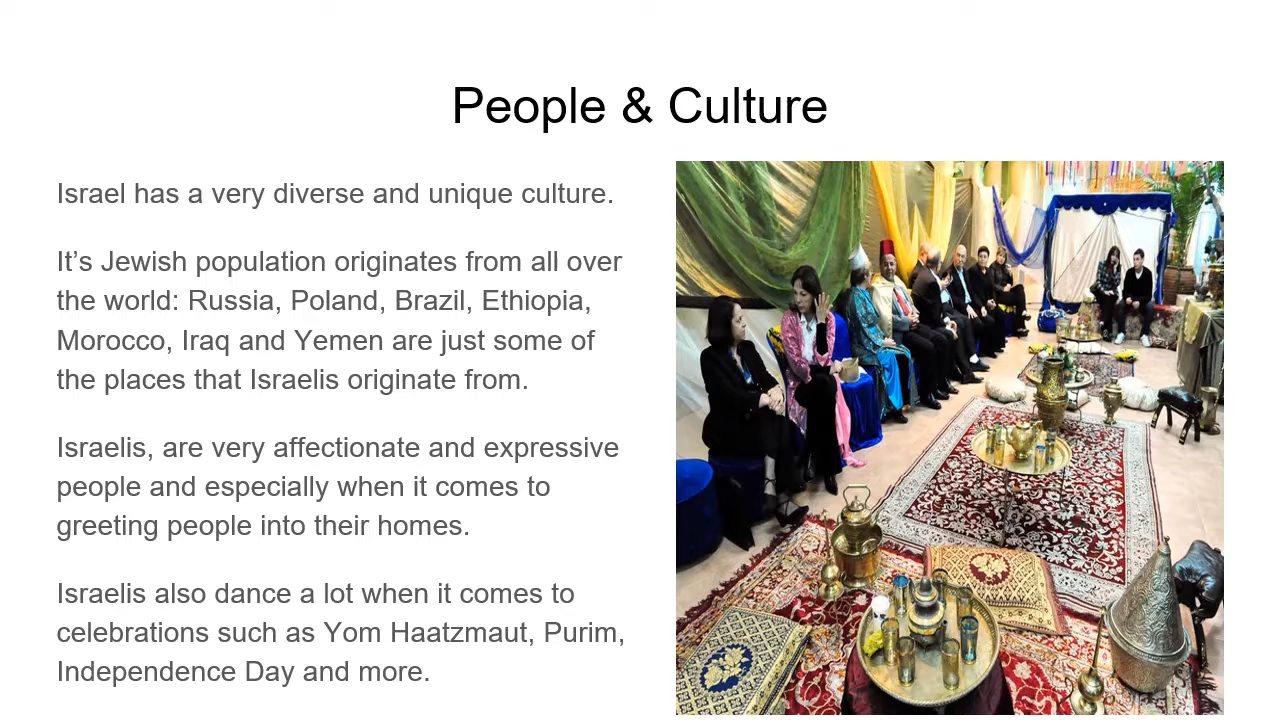 People & Culture
Israel has a very diverse and unique culture.
It’s Jewish population originates from all over
the world: Russia, Poland, Brazil, Ethiopia,
Morocco, Iraq and Yemen are just some of
the places that Israelis originate from.
Israelis, are very affectionate and expressive
people and especially when it comes to
greeting people into their homes.
Israelis also dance a lot when it comes to
celebrations such as Yom Haatzmaut, Purim,
Independence Day and more.